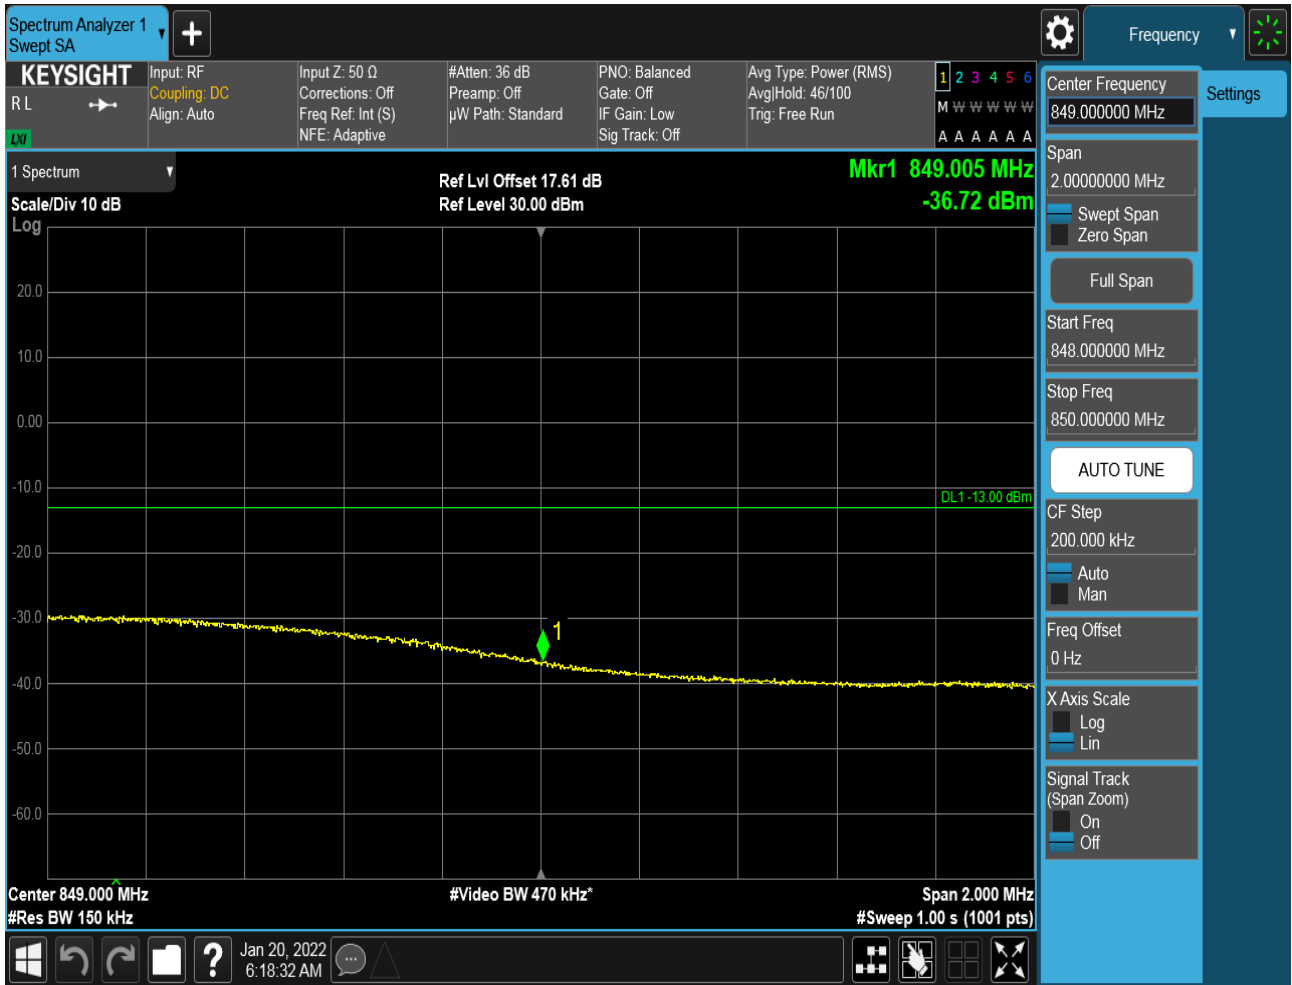 Spectrum Analyzer 1
Swept SA
Frequency
KEYSIGHT
R L
LXI
Input: RF
Coupling: DC
Align: Auto
Input Z: 50 Ω
Corrections: Off
Freq Ref: Int (S)
NFE: Adaptive
#Atten: 36 dB
Preamp: Off
µW Path: Standard
PNO: Balanced
Gate: Off
IF Gain: Low
Sig Track: Off
Avg Type: Power (RMS)
Avg|Hold: 46/100
Trig: Free Run
1 2 3 4 5 6
M W W W W W
A A A A A A
1 Spectrum
Scale/Div 10 dB
Log
Ref Lvl Offset 17.61 dB
Ref Level 30.00 dBm
Mkr1 849.005 MHz
-36.72 dBm
20.0
10.0
0.00
-10.0
DL1 -13.00 dBm
-20.0
-30.0
1
-40.0
-50.0
-60.0
Center 849.000 MHz
#Video BW 470 kHz*
Span 2.000 MHz
#Res BW 150 kHz
#Sweep 1.00 s (1001 pts)
?
Jan 20, 2022
6:18:32 AM
Center Frequency
849.000000 MHz
Settings
Span
2.00000000 MHz
Swept Span
Zero Span
Full Span
Start Freq
848.000000 MHz
Stop Freq
850.000000 MHz
AUTO TUNE
CF Step
200.000 kHz
Auto
Man
Freq Offset
0 Hz
X Axis Scale
Log
Lin
Signal Track
(Span Zoom)
On
Off